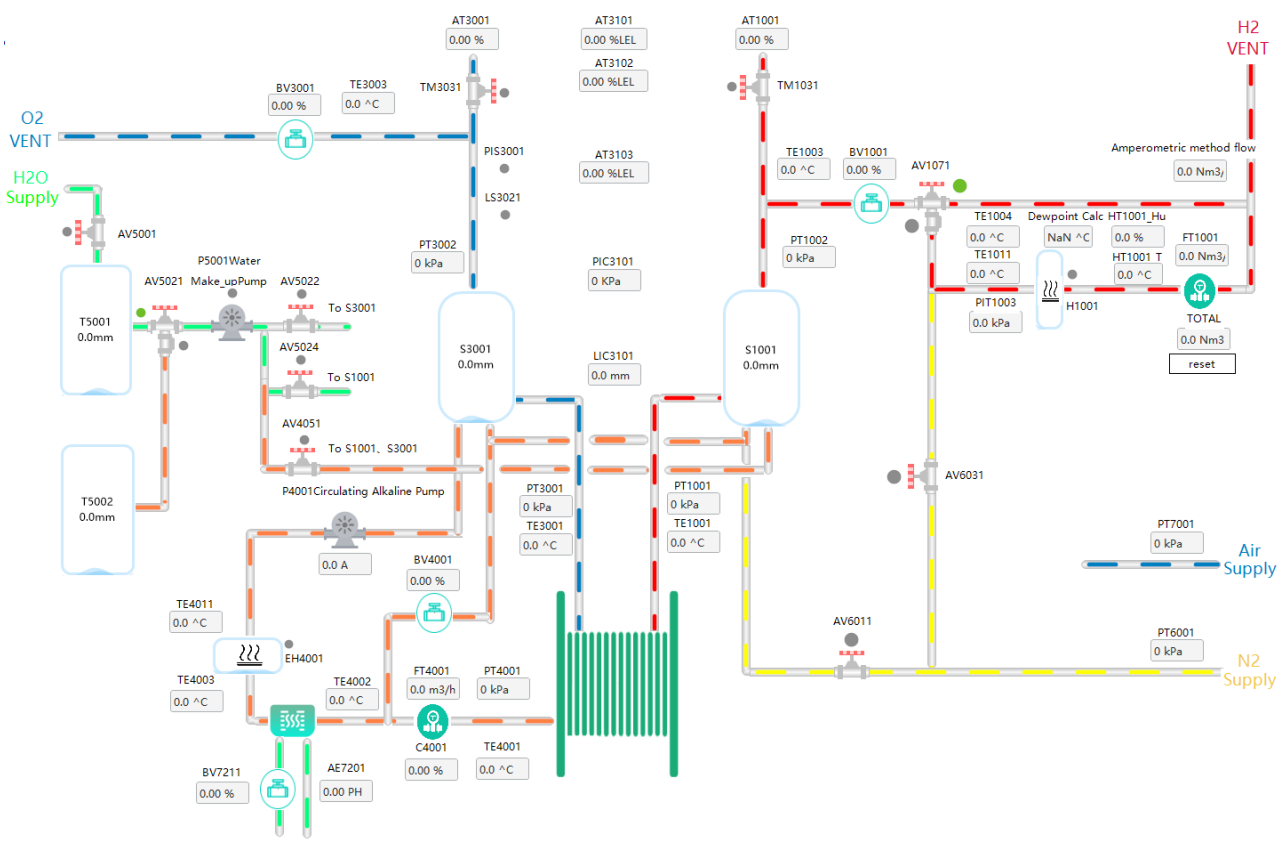 AT3001
0.00 %
AT3101
0.00 %LEL
AT1001
0.00 %
H2
VENT
AT3102
0.00 %LEL
BV3001
0.00 %
TE3003
0.0 ^C
TM3031
TM1031
O2
VENT
PIS3001
AT3103
0.00 %LEL
TE1003
0.0 ^C
BV1001
0.00 %
AV1071
Amperometric method flow
0.0 Nm3/
H2O
Supply
LS3021
AV5001
PT3002
0 kPa
PT1002
0 kPa
TE1004
0.0 ^C
Dewpoint Calc
NaN ^C
HT1001_Hu
0.0 %
FT1001
0.0 Nm3/
TE1011
0.0 ^C
HT1001 T
0.0 ^C
P5001Water
Make_upPump
AV5021
AV5022
PIC3101
0 KPa
PIT1003
0.0 kPa
H1001
TOTAL
0.0 Nm3
reset
T5001
0.0mm
To S3001
AV5024
To S1001
S3001
0.0mm
LIC3101
0.0 mm
S1001
0.0mm
AV4051
To S1001、S3001
T5002
0.0mm
P4001Circulating Alkaline Pump
PT3001
0 kPa
PT1001
0 kPa
AV6031
TE3001
0.0 ^C
TE1001
0.0 ^C
PT7001
0 kPa
Air
Supply
0.0 A
BV4001
0.00 %
TE4011
0.0 ^C
EH4001
AV6011
PT6001
0 kPa
N2
Supply
TE4003
0.0 ^C
TE4002
0.0 ^C
FT4001
0.0 m3/h
PT4001
0 kPa
C4001
0.00 %
TE4001
0.0 ^C
BV7211
0.00 %
AE7201
0.00 PH